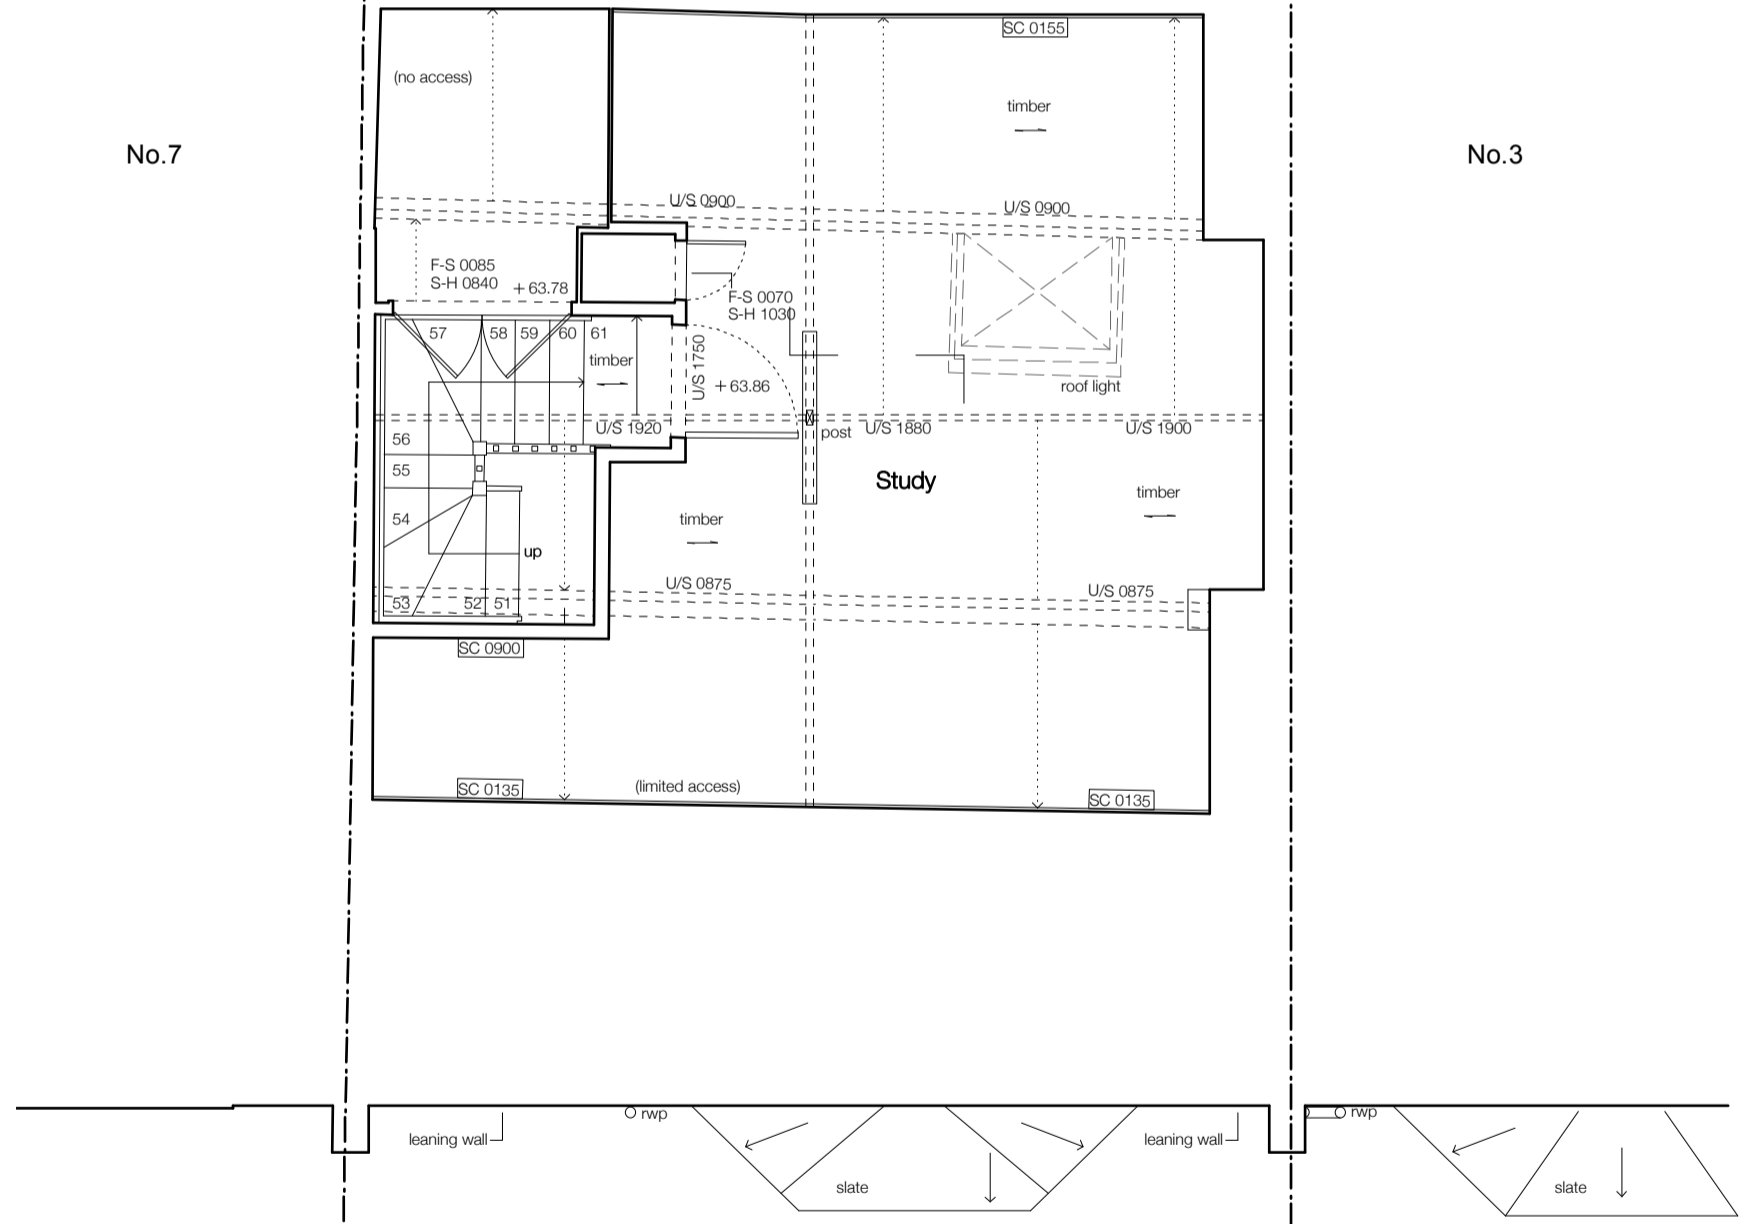 SC 0155
(no access)
timber
No.7
No.3
U/S 0900
U/S 0900
F-S 0085
S-H 0840
+ 63.78
F-S 0070
S-H 1030
57
58
59
60
61
timber
U/S 1750
+ 63.86
roof light
U/S 1920
post
U/S 1880
U/S 1900
56
55
54
Study
timber
timber
up
U/S 0875
U/S 0875
53
52
51
SC 0900
SC 0135
(limited access)
SC 0135
rwp
rwp
leaning wall
leaning wall
slate
slate